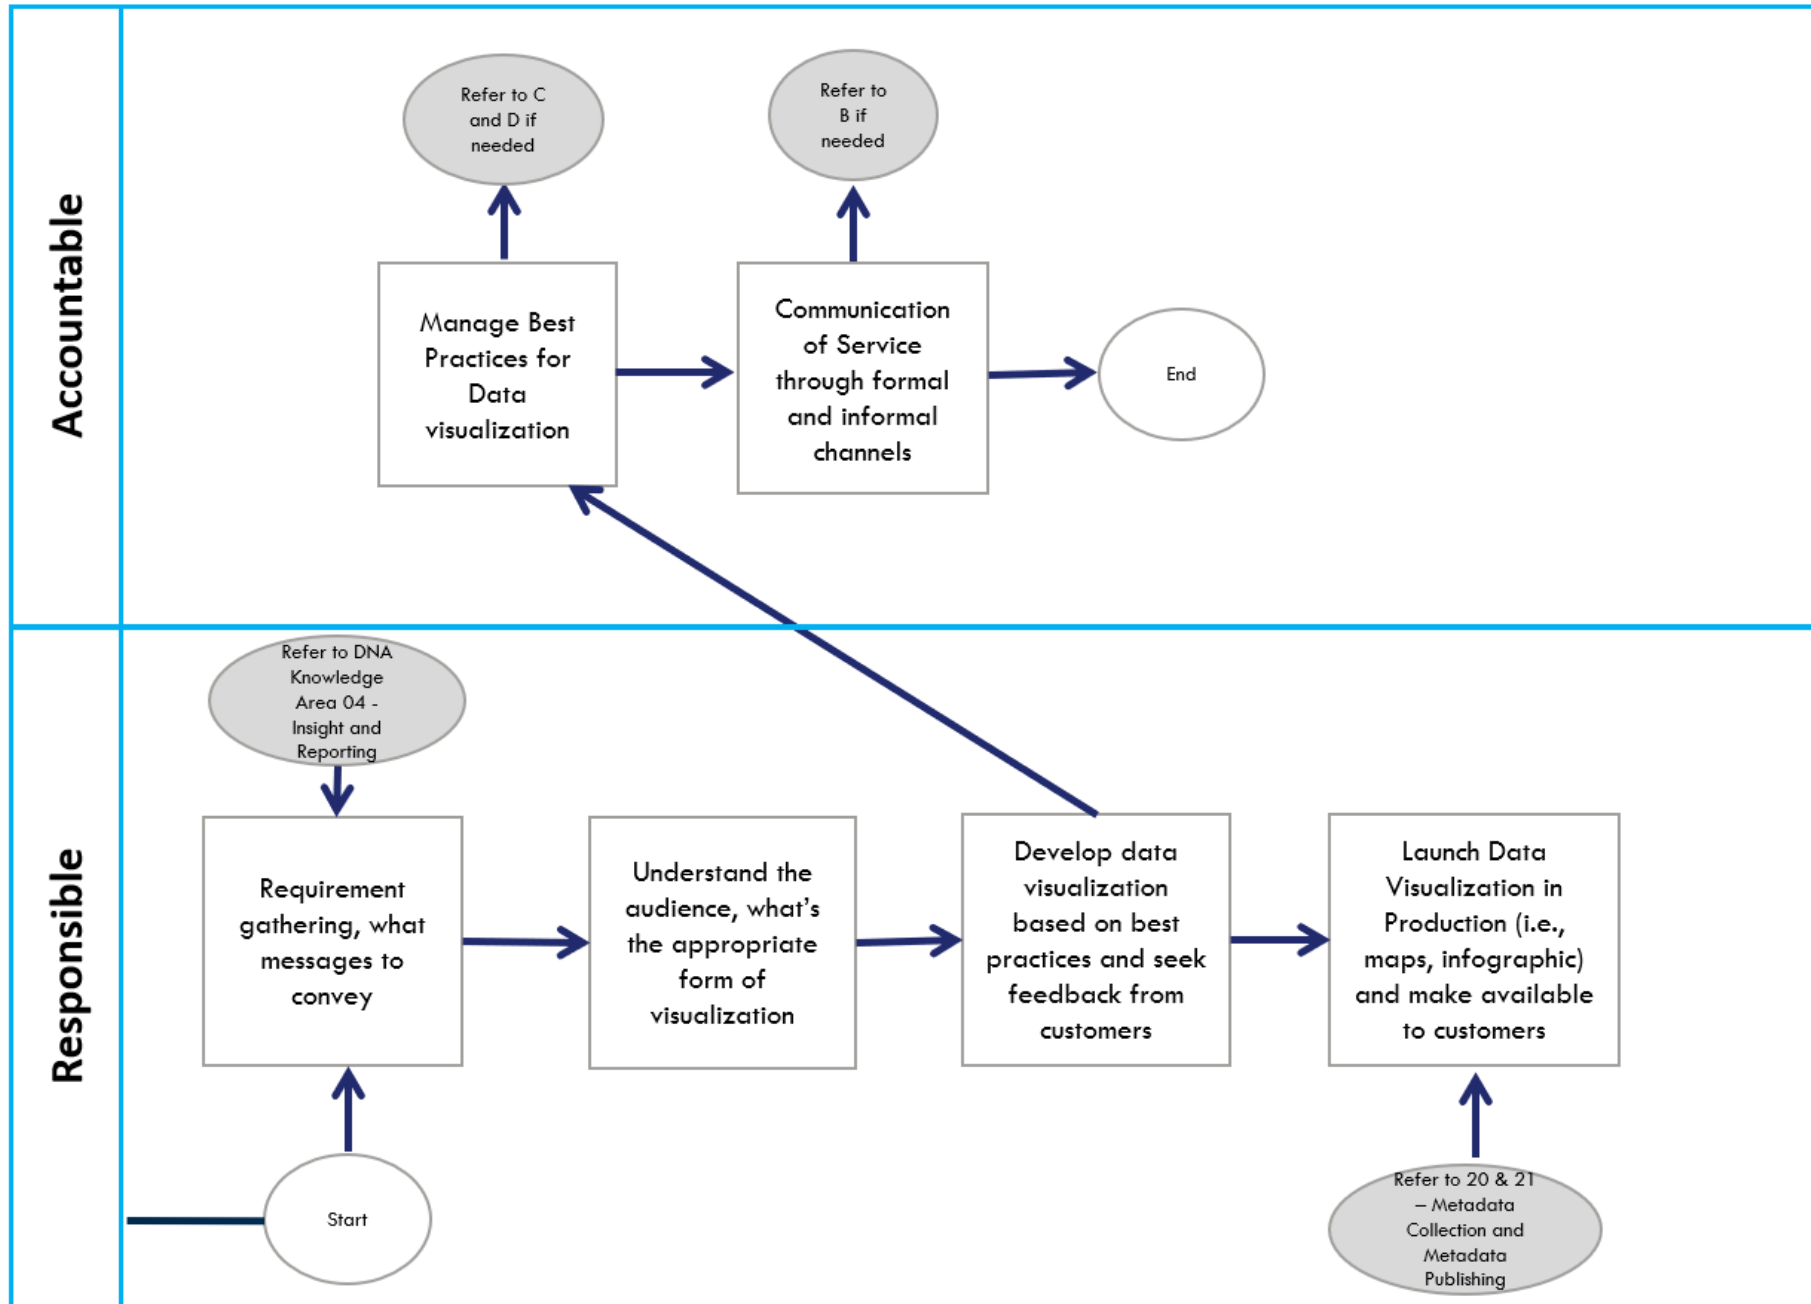 Accountable
Refer to C
and D if
needed
Refer to
B if
needed
Manage Best
Practices for
Data
visualization
Communication
of Service
through formal
and informal
channels
End
Responsible
Refer to DNA
Knowledge
Area 04 -
Insight and
Reporting
Requirement
gathering, what
messages to
convey
Understand the
audience, what's
the appropriate
form of
visualization
Develop data
visualization
based on best
practices and seek
feedback from
customers
Launch Data
Visualization in
Production (i.e.,
maps, infographic)
and make available
to customers
Start
Refer to 20 & 21
– Metadata
Collection and
Metadata
Publishing